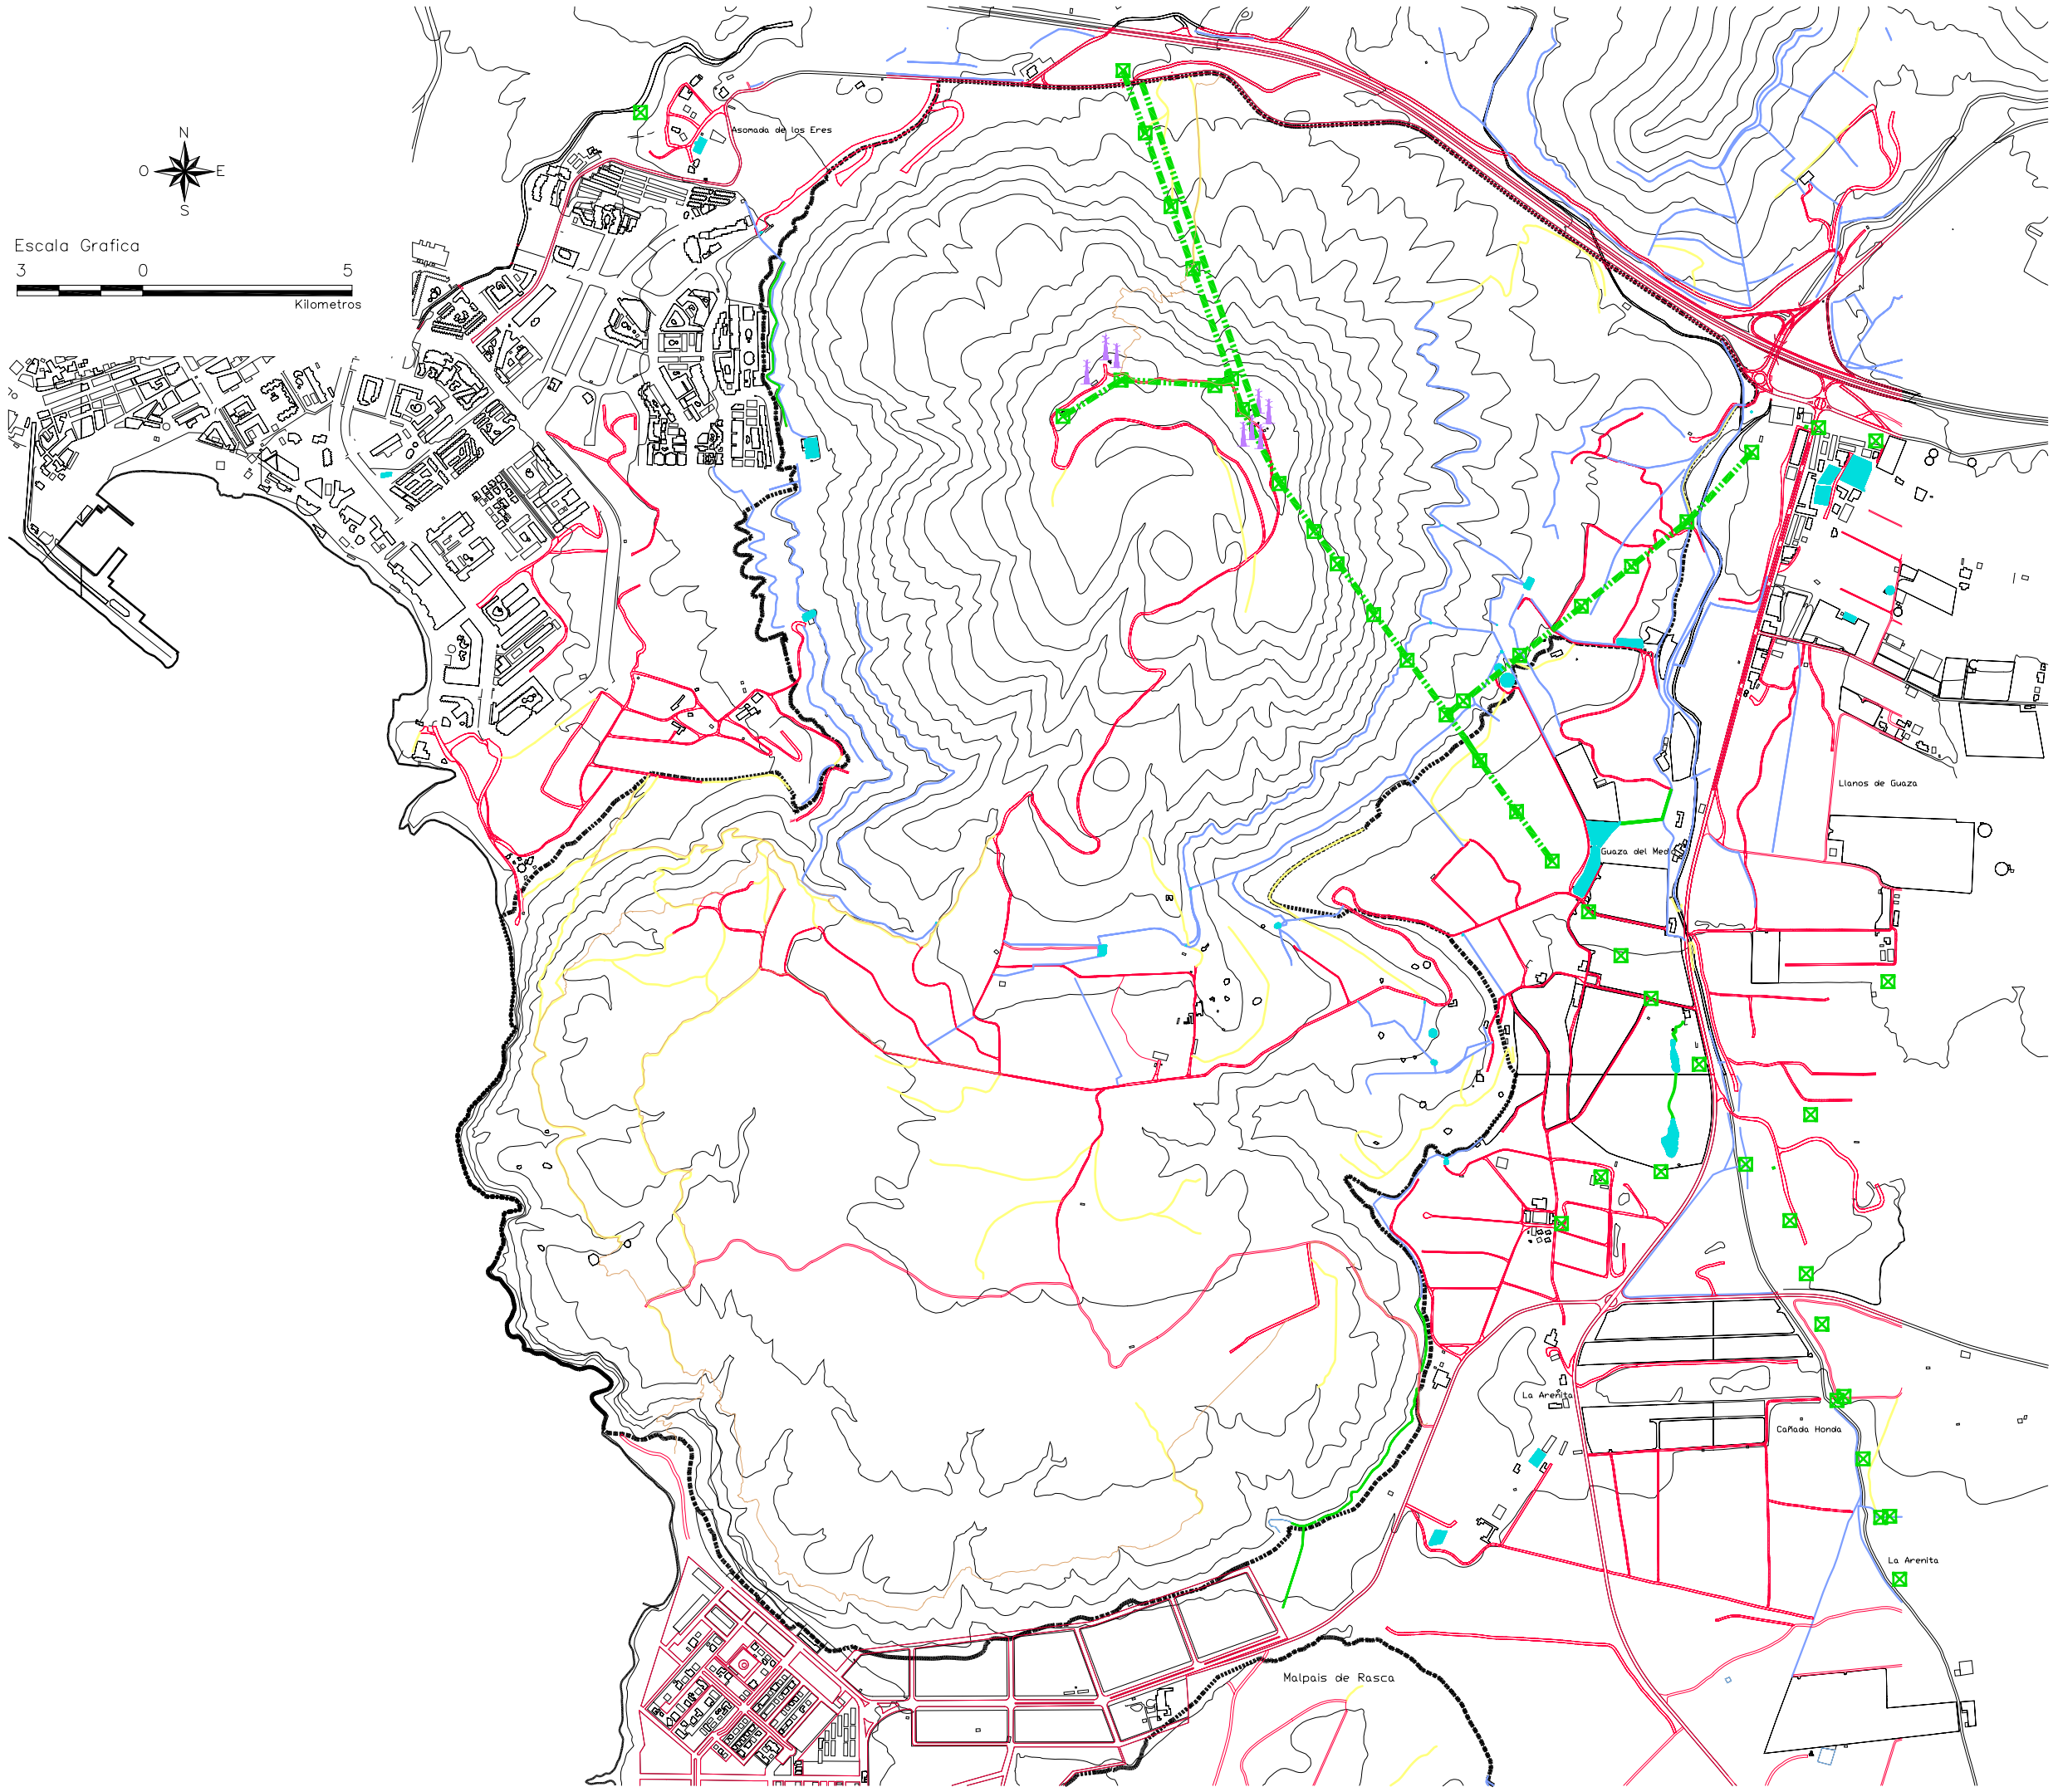 Asomada de los Eres
N
O E
S
Escala Grafica
3 0 5
Kilometros
Llanos de Guaza
Guaza del Med
La Arenita
Cañada Honda
La Arenita
Malpais de Rasca